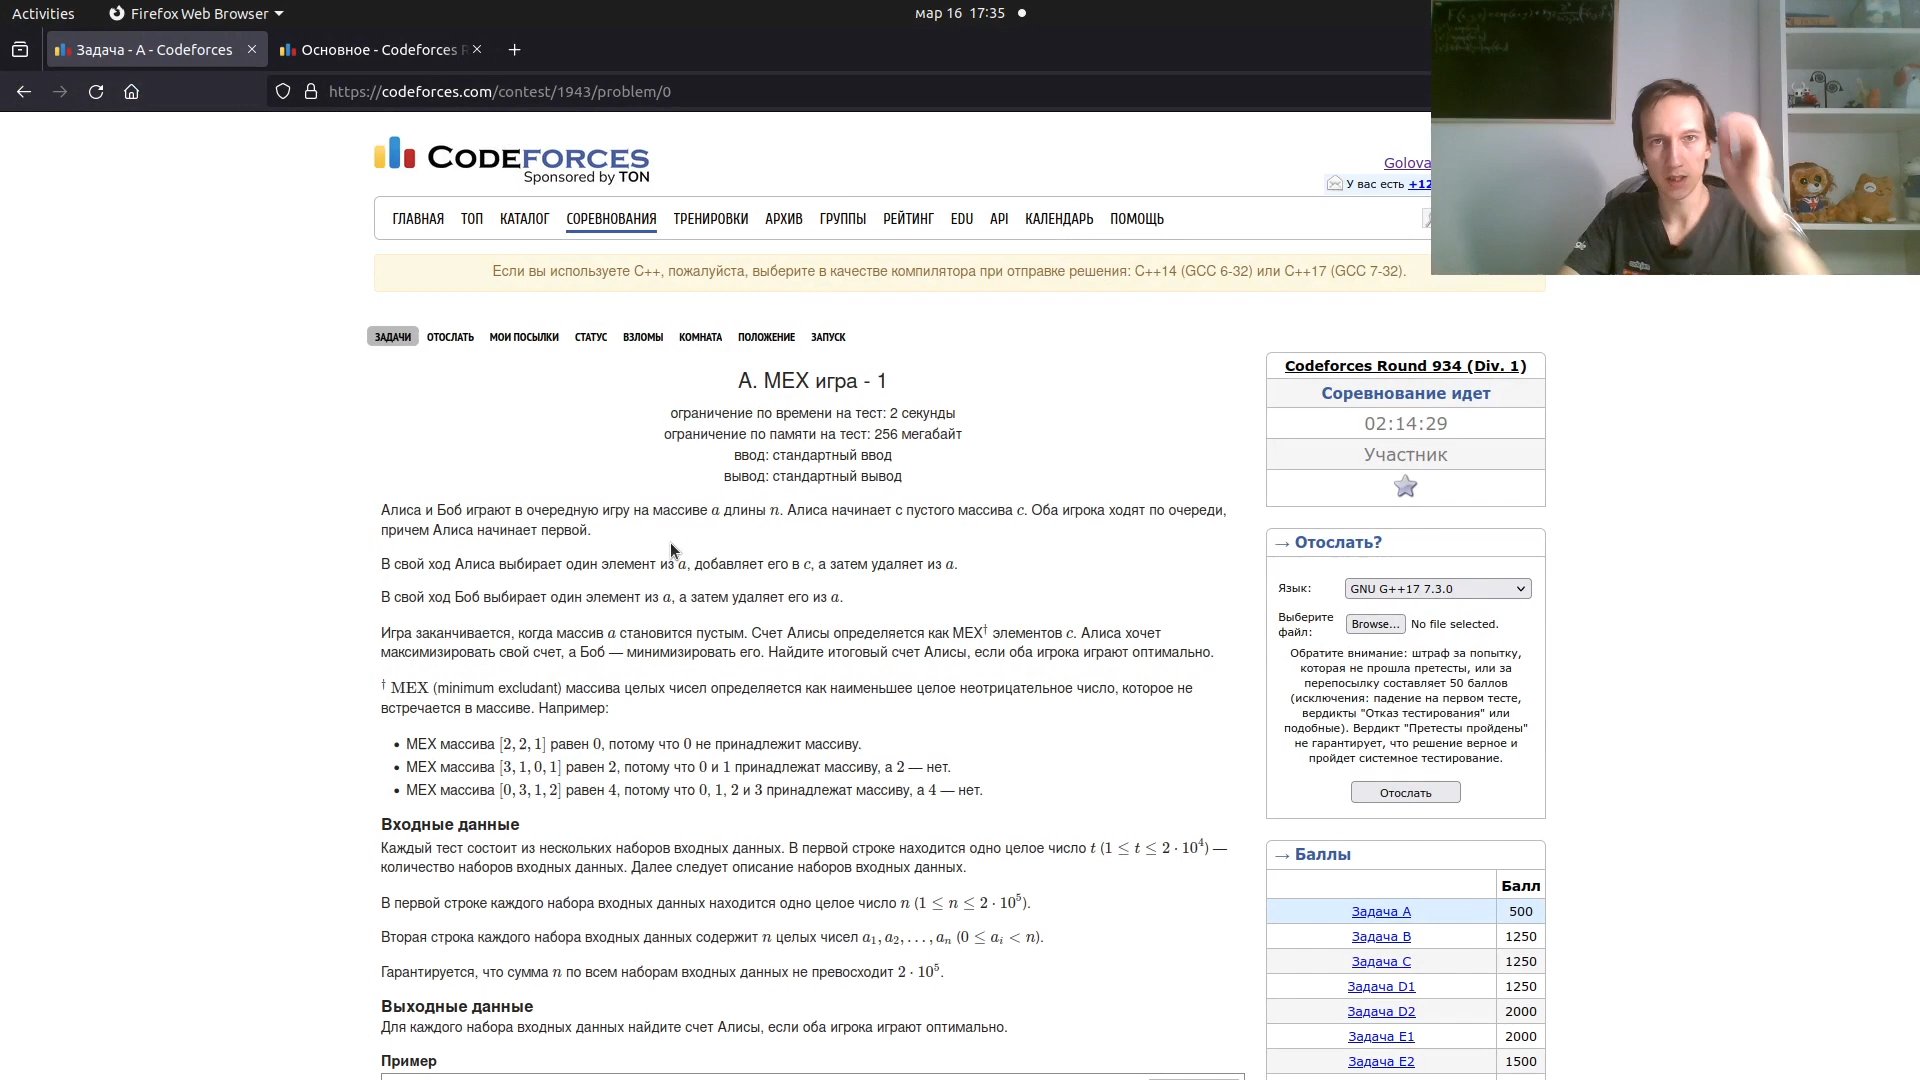 Activities
Firefox Web Browser
мар 16 17:35
Задача - A - Codeforces
Основное - Codeforces R
https://codeforces.com/contest/1943/problem/0
CODEFORCES
Sponsored by TON
Golova
У вас есть +12
ГЛАВНАЯ ТОП КАТАЛОГ СОРЕВНОВАНИЯ ТРЕНИРОВКИ АРХИВ ГРУППЫ РЕЙТИНГ EDU API КАЛЕНДАРЬ ПОМОЩЬ
Если вы используете C++, пожалуйста, выберите в качестве компилятора при отправке решения: C++14 (GCC 6-32) или C++17 (GCC 7-32).
ЗАДАЧИ ОТОСЛАТЬ МОИ ПОСЫЛКИ СТАТУС ВЗЛОМЫ КОМНАТА ПОЛОЖЕНИЕ ЗАПУСК
A. MEX игра - 1
ограничение по времени на тест: 2 секунды
ограничение по памяти на тест: 256 мегабайт
ввод: стандартный ввод
вывод: стандартный вывод
Алиса и Боб играют в очередную игру на массиве a длины n. Алиса начинает с пустого массива c. Оба игрока ходят по очереди,
причем Алиса начинает первой.
В свой ход Алиса выбирает один элемент из a, добавляет его в c, а затем удаляет из a.
В свой ход Боб выбирает один элемент из a, а затем удаляет его из a.
Игра заканчивается, когда массив a становится пустым. Счет Алисы определяется как MEX† элементов c. Алиса хочет
максимизировать свой счет, а Боб — минимизировать его. Найдите итоговый счет Алисы, если оба игрока играют оптимально.
† MEX (minimum excludant) массива целых чисел определяется как наименьшее целое неотрицательное число, которое не
встречается в массиве. Например:
• MEX массива [2, 2, 1] равен 0, потому что 0 не принадлежит массиву.
• MEX массива [3, 1, 0, 1] равен 2, потому что 0 и 1 принадлежат массиву, а 2 — нет.
• MEX массива [0, 3, 1, 2] равен 4, потому что 0, 1, 2 и 3 принадлежат массиву, а 4 — нет.
Входные данные
Каждый тест состоит из нескольких наборов входных данных. В первой строке находится одно целое число t (1 ≤ t ≤ 2 · 10⁴) —
количество наборов входных данных. Далее следует описание наборов входных данных.
В первой строке каждого набора входных данных находится одно целое число n (1 ≤ n ≤ 2 · 10⁵).
Вторая строка каждого набора входных данных содержит n целых чисел a₁, a₂, . . . , aₙ (0 ≤ aᵢ < n).
Гарантируется, что сумма n по всем наборам входных данных не превосходит 2 · 10⁵.
Выходные данные
Для каждого набора входных данных найдите счет Алисы, если оба игрока играют оптимально.
Пример
Codeforces Round 934 (Div. 1)
Соревнование идет
02:14:29
Участник
→ Отослать?
Язык: GNU G++17 7.3.0
Выберите
файл: Browse... No file selected.
Обратите внимание: штраф за попытку,
которая не прошла претесты, или за
перепосылку составляет 50 баллов
(исключения: падение на первом тесте,
вердикты "Отказ тестирования" или
подобные). Вердикт "Претесты пройдены"
не гарантирует, что решение верное и
пройдет системное тестирование.
Отослать
→ Баллы
Балл
Задача A 500
Задача B 1250
Задача C 1250
Задача D1 1250
Задача D2 2000
Задача E1 2000
Задача E2 1500